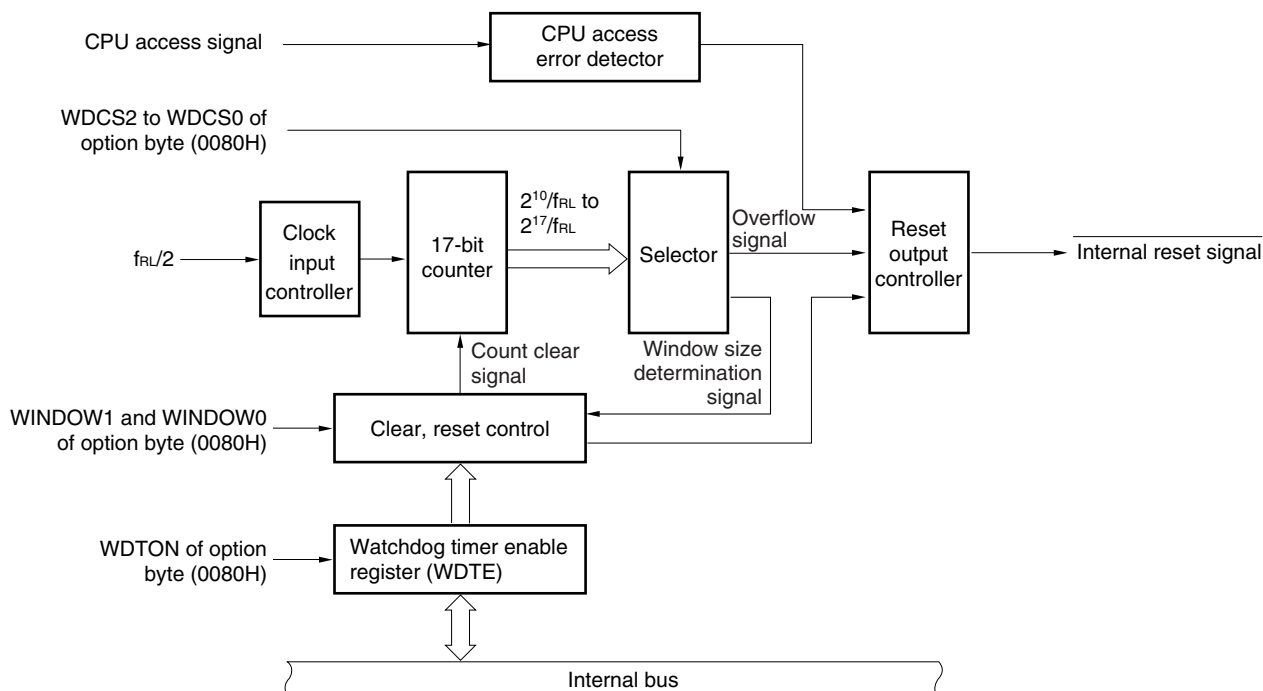 CPU access signal
CPU access
error detector
WDCS2 to WDCS0 of
option byte (0080H)
fRL/2
Clock
input
controller
17-bit
counter
2¹⁰/fRL to
2¹⁷/fRL
Selector
Overflow
signal
Reset
output
controller
Internal reset signal
Count clear
signal
Window size
determination
signal
WINDOW1 and WINDOW0
of option byte (0080H)
Clear, reset control
WDTON of option
byte (0080H)
Watchdog timer enable
register (WDTE)
Internal bus